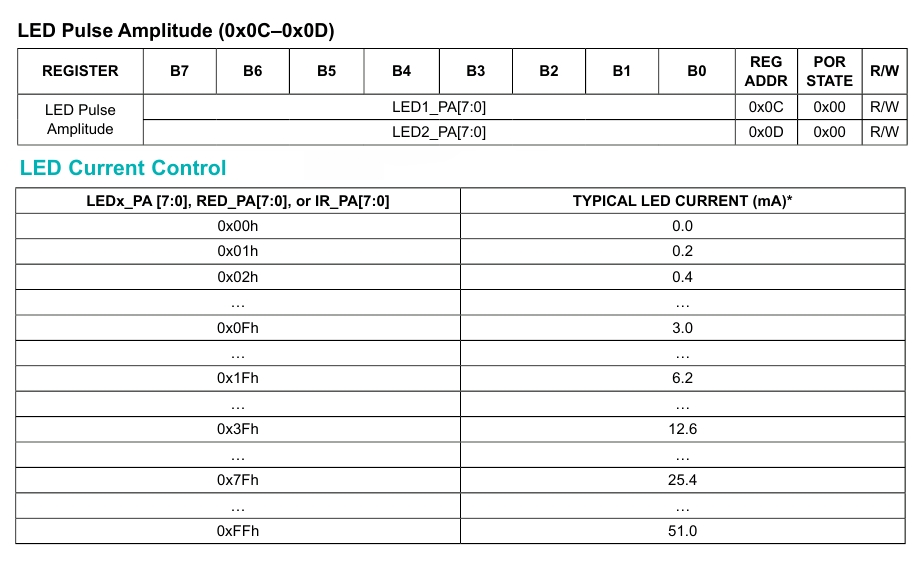 LED Pulse Amplitude (0x0C–0x0D)
REGISTER B7 B6 B5 B4 B3 B2 B1 B0 REG ADDR POR STATE R/W
LED Pulse Amplitude LED1_PA[7:0] 0x0C 0x00 R/W
LED2_PA[7:0] 0x0D 0x00 R/W
LED Current Control
LEDx_PA [7:0], RED_PA[7:0], or IR_PA[7:0] TYPICAL LED CURRENT (mA)*
0x00h 0.0
0x01h 0.2
0x02h 0.4
… …
0x0Fh 3.0
… …
0x1Fh 6.2
… …
0x3Fh 12.6
… …
0x7Fh 25.4
… …
0xFFh 51.0